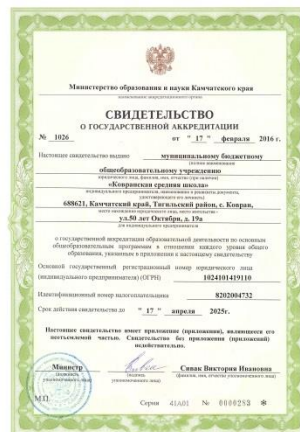 Министерство образования и науки Камчатского края
наименование аккредитационного органа
СВИДЕТЕЛЬСТВО
О ГОСУДАРСТВЕННОЙ АККРЕДИТАЦИИ
№ 1026 от " 17 " февраля 2016 г.
Настоящее свидетельство выдано муниципальному бюджетному
общеобразовательному учреждению
«Ковранская средняя школа»
688621, Камчатский край, Тигильский район, с. Ковран,
ул.50 лет Октября, д. 19а
о государственной аккредитации образовательной деятельности по основным
общеобразовательным программам в отношении каждого уровня общего
образования, указанным в приложении к настоящему свидетельству
Основной государственный регистрационный номер юридического лица
(индивидуального предпринимателя) (ОГРН) 1024101419110
Идентификационный номер налогоплательщика 8202004732
Срок действия свидетельства до " 17 " апреля 2025г.
Настоящее свидетельство имеет приложение (приложения), являющееся его
неотъемлемой частью. Свидетельство без приложения (приложений)
недействительно.
Министр Сивак Виктория Ивановна
М.П.
Серия 41А01 № 0000283 *